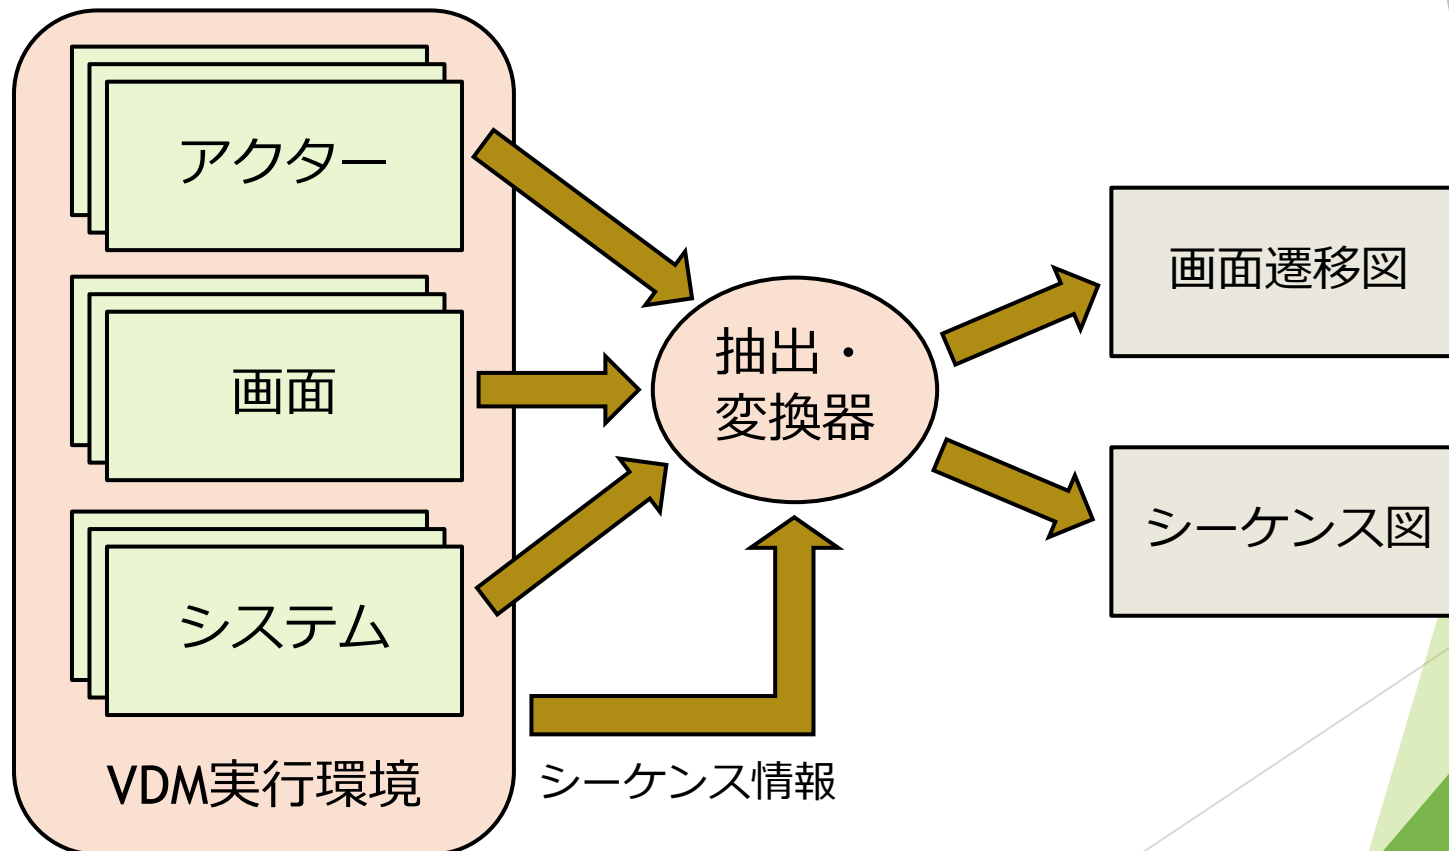 アクター
画面
システム
VDM実行環境
シーケンス情報
抽出・
変換器
画面遷移図
シーケンス図